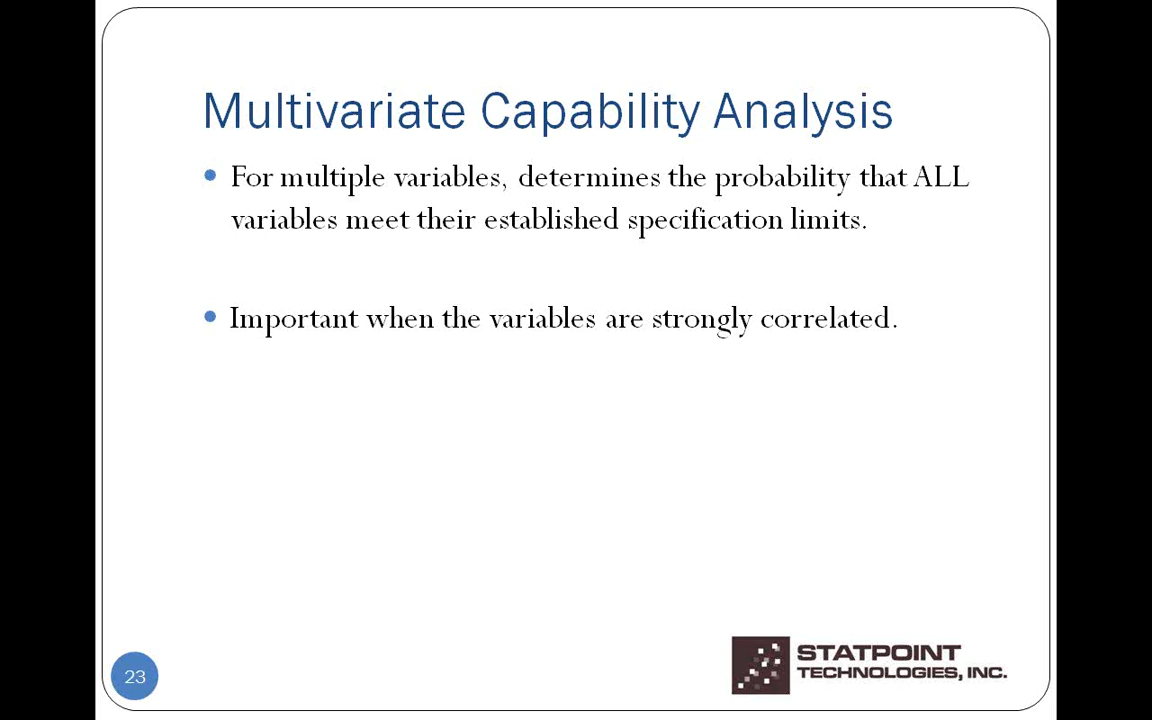 Multivariate Capability Analysis
For multiple variables, determines the probability that ALL
variables meet their established specification limits.
Important when the variables are strongly correlated.
23
STATPOINT
TECHNOLOGIES, INC.